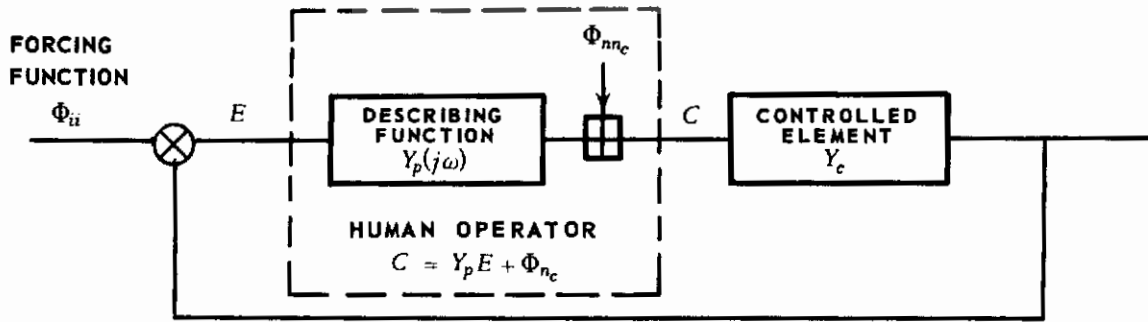 FORCING
FUNCTION
Φii
E
Φnnc
DESCRIBING
FUNCTION
Yp(jω)
C
CONTROLLED
ELEMENT
Yc
HUMAN OPERATOR
C = YpE + Φnc